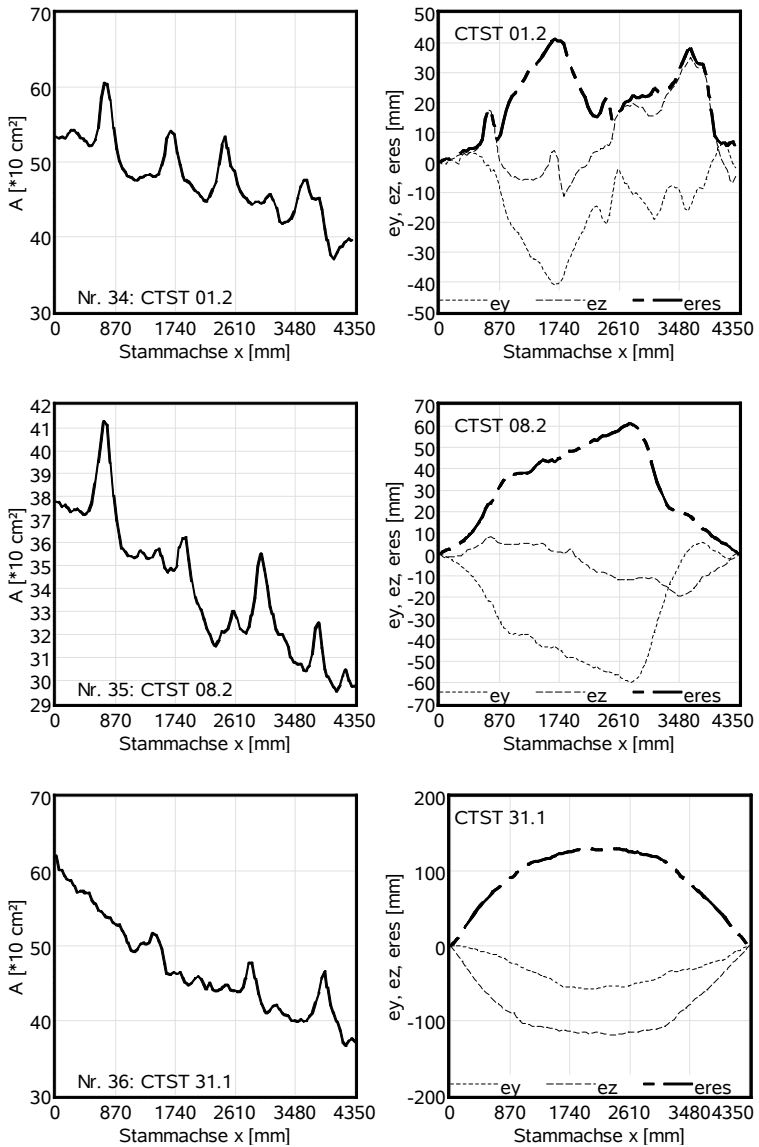 70
60
50
40
30
A [*10 cm²]
Nr. 34: CTST 01.2
0 870 1740 2610 3480 4350
Stammachse x [mm]
50
40
30
20
10
0
-10
-20
-30
-40
-50
ey, ez, eres [mm]
CTST 01.2
ey ez eres
0 870 1740 2610 3480 4350
Stammachse x [mm]
42
41
39
38
37
36
35
34
33
32
31
30
29
A [*10 cm²]
Nr. 35: CTST 08.2
0 870 1740 2610 3480 4350
Stammachse x [mm]
70
60
50
40
30
20
10
0
-10
-20
-30
-40
-50
-60
-70
ey, ez, eres [mm]
CTST 08.2
ey ez eres
0 870 1740 2610 3480 4350
Stammachse x [mm]
70
60
50
40
30
A [*10 cm²]
Nr. 36: CTST 31.1
0 870 1740 2610 3480 4350
Stammachse x [mm]
200
100
0
-100
-200
ey, ez, eres [mm]
CTST 31.1
ey ez eres
0 870 1740 2610 34804350
Stammachse x [mm]